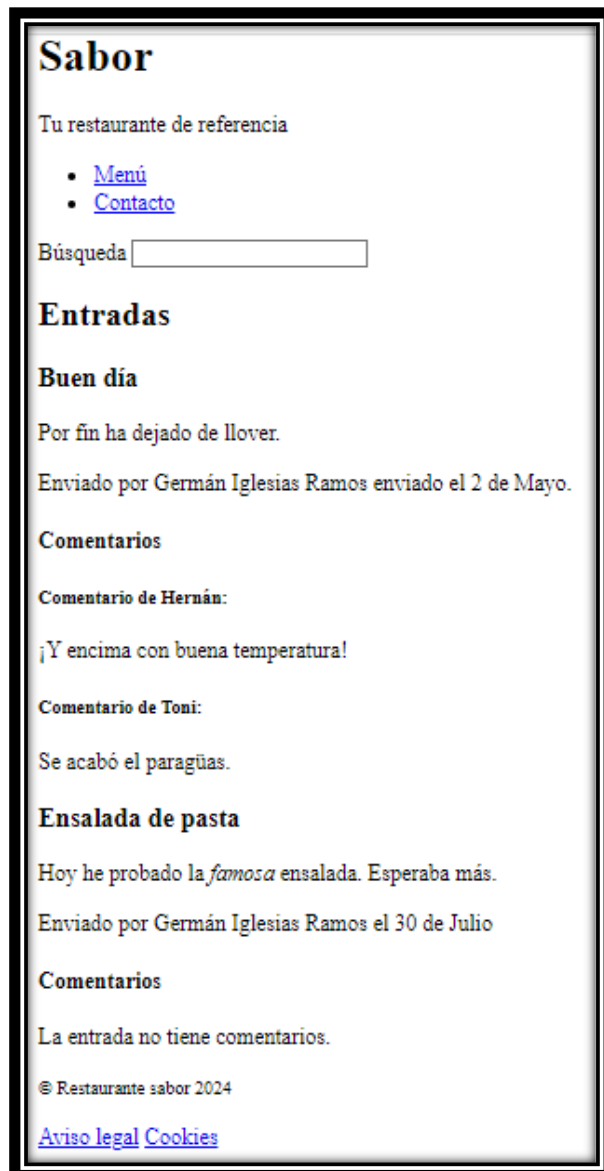 Sabor
Tu restaurante de referencia
Menú
Contacto
Búsqueda
Entradas
Buen día
Por fin ha dejado de llover.
Enviado por Germán Iglesias Ramos enviado el 2 de Mayo.
Comentarios
Comentario de Hernán:
¡Y encima con buena temperatura!
Comentario de Toni:
Se acabó el paragüas.
Ensalada de pasta
Hoy he probado la famosa ensalada. Esperaba más.
Enviado por Germán Iglesias Ramos el 30 de Julio
Comentarios
La entrada no tiene comentarios.
© Restaurante sabor 2024
Aviso legal Cookies